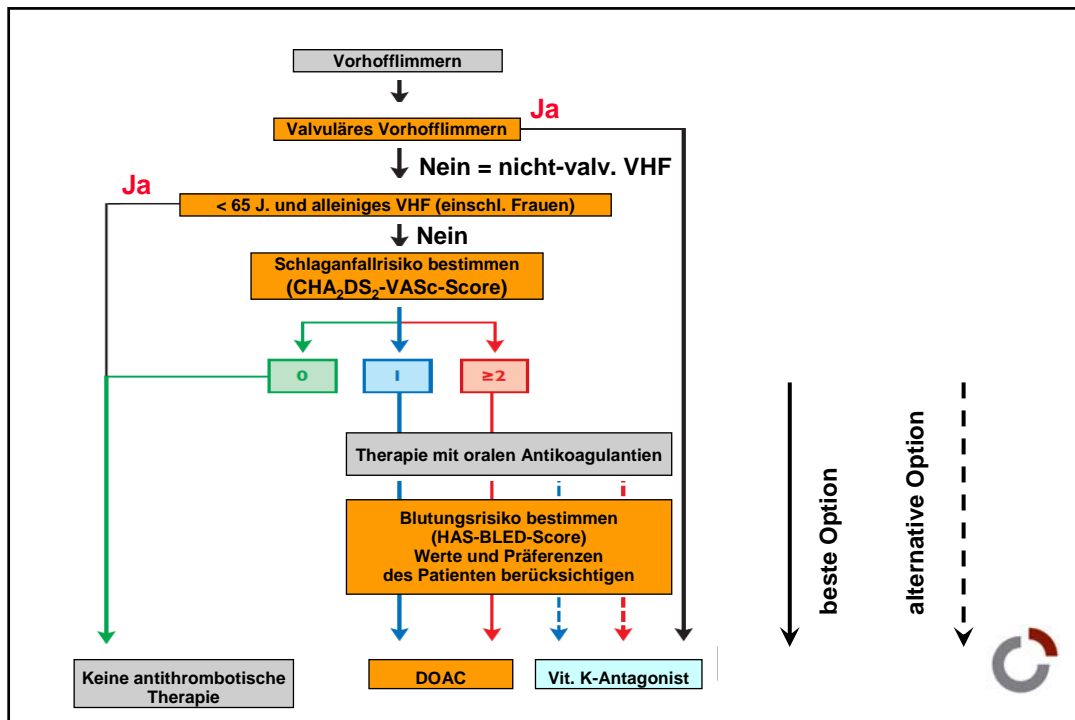 Vorhofflimmern
Ja
Valvuläres Vorhofflimmern
Nein = nicht-valv. VHF
Ja
< 65 J. und alleiniges VHF (einschl. Frauen)
Nein
Schlaganfallrisiko bestimmen
(CHA₂DS₂-VASc-Score)
0
I
≥2
Therapie mit oralen Antikoagulantien
Blutungsrisiko bestimmen
(HAS-BLED-Score)
Werte und Präferenzen
des Patienten berücksichtigen
beste Option
alternative Option
Keine antithrombotische
Therapie
DOAC
Vit. K-Antagonist